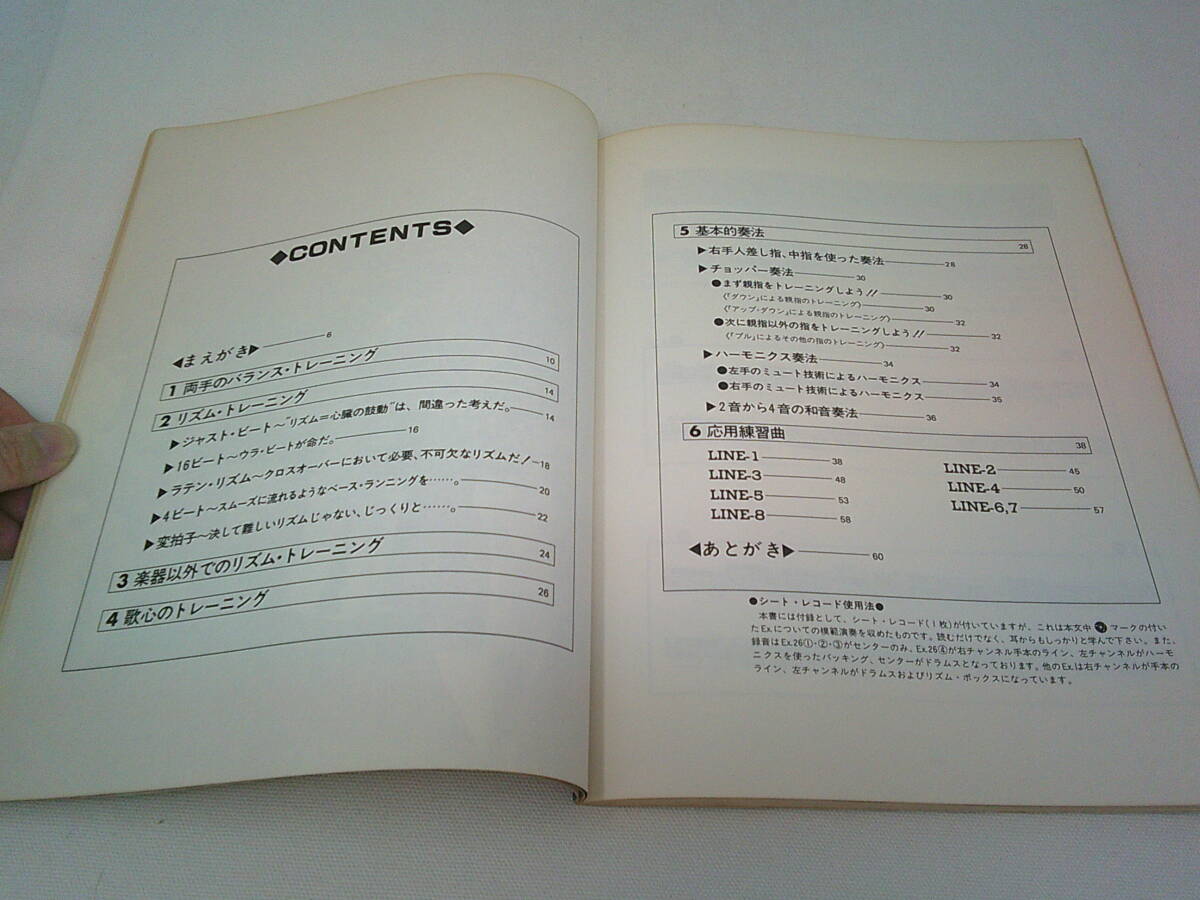 ◆CONTENTS◆
◀まえがき▶ 6
1 両手のバランス・トレーニング 10
2 リズム・トレーニング 14
▶ジャスト・ビート〜"リズム=心臓の鼓動"は、間違った考えだ。 14
▶16ビート〜ウラ・ビートが命だ。 16
▶ラテン・リズム〜クロスオーバーにおいて必要、不可欠なリズムだ! 18
▶4ビート〜スムーズに流れるようなベース・ランニングを……。 20
▶変拍子〜決して難しいリズムじゃない、じっくりと……。 22
3 楽器以外でのリズム・トレーニング 24
4 歌心のトレーニング 26
5 基本的奏法 28
▶右手人差し指、中指を使った奏法 28
▶チョッパー奏法 30
●まず親指をトレーニングしよう!! 30
(「ダウン」による親指のトレーニング) 30
(「アップ・ダウン」による親指のトレーニング) 32
●次に親指以外の指をトレーニングしよう!! 32
(「プル」によるその他の指のトレーニング) 32
▶ハーモニクス奏法 34
●左手のミュート技術によるハーモニクス 34
●右手のミュート技術によるハーモニクス 35
▶2音から4音の和音奏法 36
6 応用練習曲 38
LINE-1 38 LINE-2 45
LINE-3 48 LINE-4 50
LINE-5 53 LINE-6,7 57
LINE-8 58
◀あとがき▶ 60
●シート・レコード使用法●
本書には付録として、シート・レコード(1枚)が付いていますが、これは本文中 マークの付い
たEx.についての模範演奏を収めたものです。読むだけでなく、耳からもしっかりと学んで下さい。また、
録音はEx.26①・②・③がセンターのみ、Ex.26④が右チャンネル手本のライン、左チャンネルがハーモ
ニクスを使ったバッキング、センターがドラムスとなっております。他のEx.は右チャンネルが手本の
ライン、左チャンネルがドラムスおよびリズム・ボックスになっています。